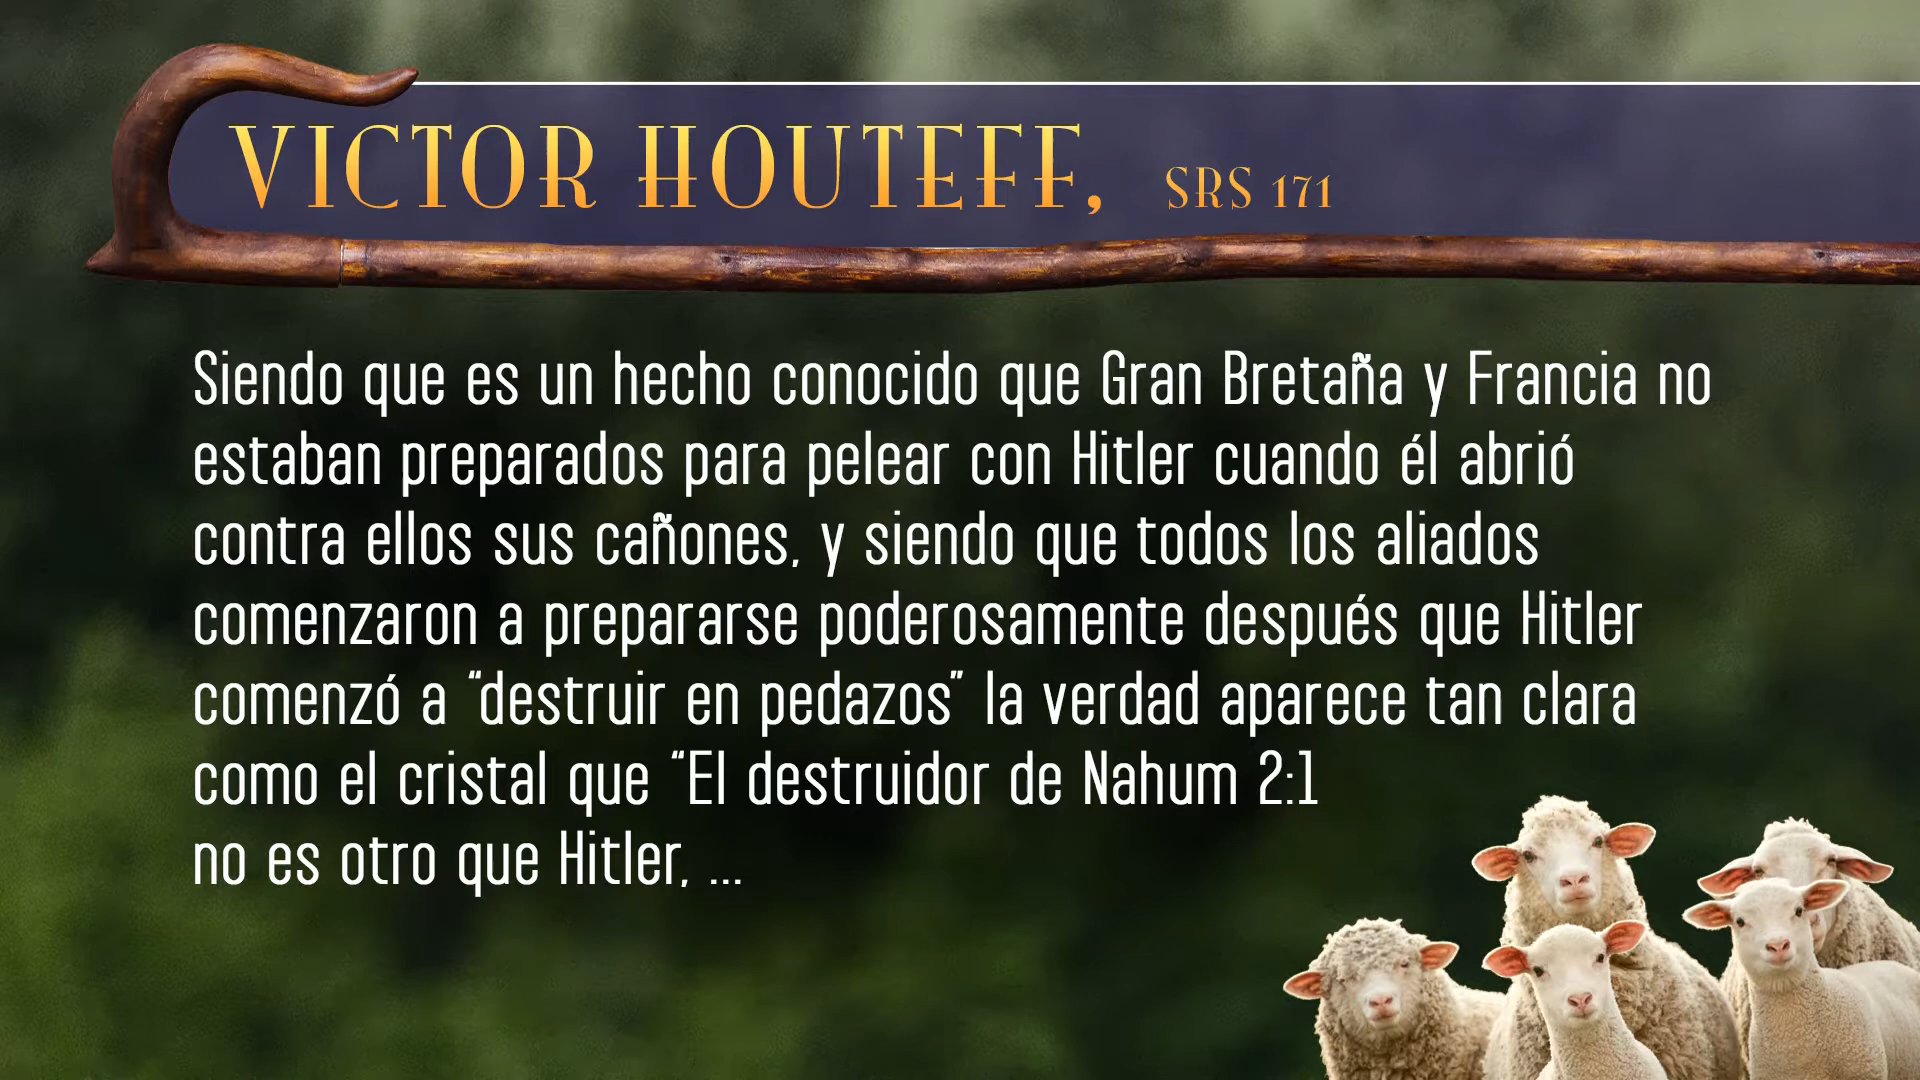 VICTOR HOUTEFF, SRS 171
Siendo que es un hecho conocido que Gran Bretaña y Francia no
estaban preparados para pelear con Hitler cuando él abrió
contra ellos sus cañones, y siendo que todos los aliados
comenzaron a prepararse poderosamente después que Hitler
comenzó a “destruir en pedazos” la verdad aparece tan clara
como el cristal que “El destruidor de Nahum 2:1
no es otro que Hitler, ...